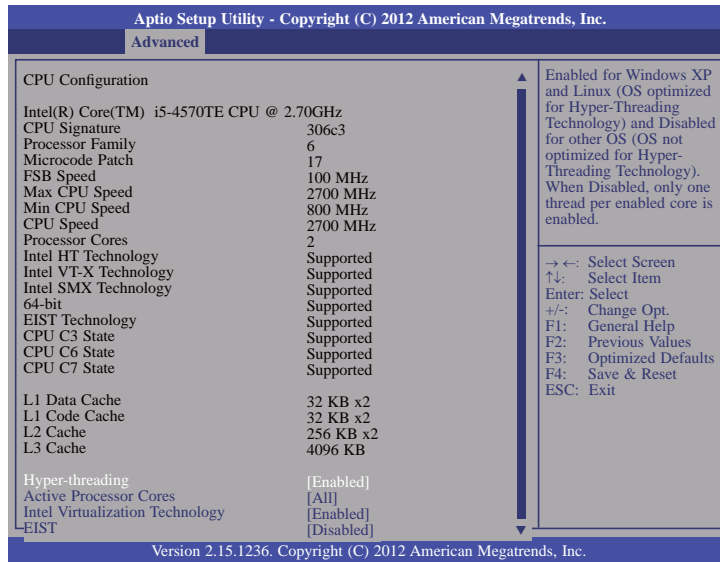 Aptio Setup Utility - Copyright (C) 2012 American Megatrends, Inc.
Advanced
CPU Configuration
Intel(R) Core(TM) i5-4570TE CPU @ 2.70GHz
CPU Signature 306c3
Processor Family 6
Microcode Patch 17
FSB Speed 100 MHz
Max CPU Speed 2700 MHz
Min CPU Speed 800 MHz
CPU Speed 2700 MHz
Processor Cores 2
Intel HT Technology Supported
Intel VT-X Technology Supported
Intel SMX Technology Supported
64-bit Supported
EIST Technology Supported
CPU C3 State Supported
CPU C6 State Supported
CPU C7 State Supported
L1 Data Cache 32 KB x2
L1 Code Cache 32 KB x2
L2 Cache 256 KB x2
L3 Cache 4096 KB
Hyper-threading [Enabled]
Active Processor Cores [All]
Intel Virtualization Technology [Enabled]
EIST [Disabled]
Enabled for Windows XP
and Linux (OS optimized
for Hyper-Threading
Technology) and Disabled
for other OS (OS not
optimized for Hyper-
Threading Technology).
When Disabled, only one
thread per enabled core is
enabled.
→ ←: Select Screen
↑↓: Select Item
Enter: Select
+/-: Change Opt.
F1: General Help
F2: Previous Values
F3: Optimized Defaults
F4: Save & Reset
ESC: Exit
Version 2.15.1236. Copyright (C) 2012 American Megatrends, Inc.